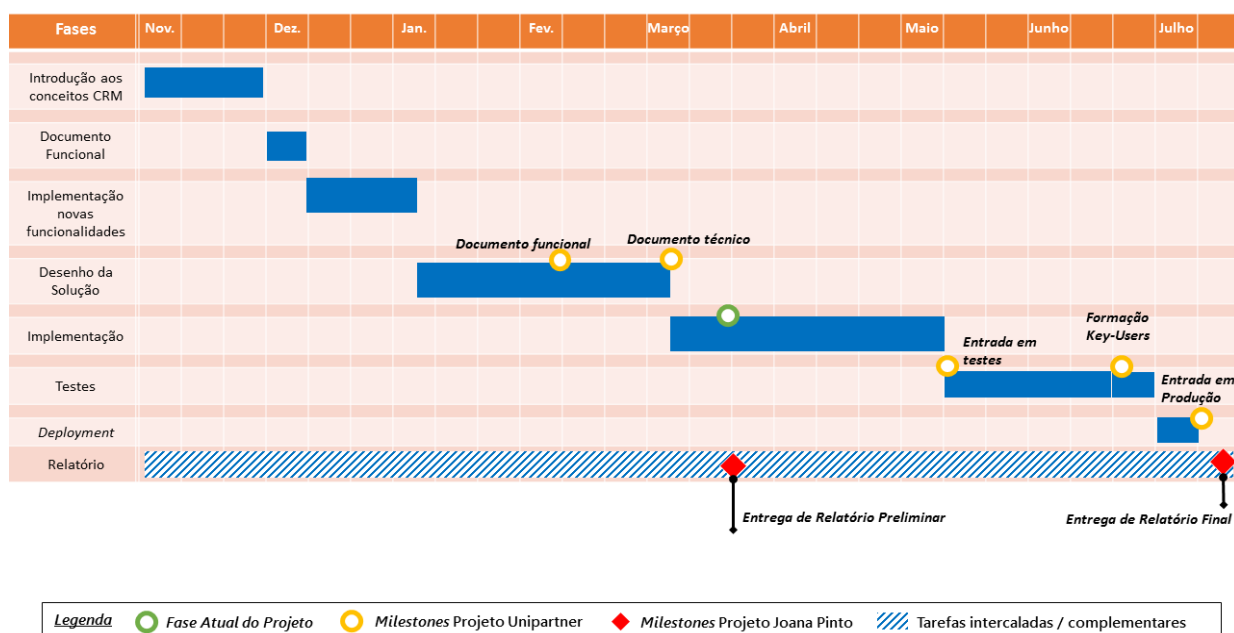 Fases Nov. Dez. Jan. Fev. Março Abril Maio Junho Julho
Introdução aos
conceitos CRM
Documento
Funcional
Implementação
novas
funcionalidades
Documento funcional
Documento técnico
Desenho da
Solução
Implementação
Formação
Key-Users
Entrada em
testes
Testes
Entrada em
Produção
Deployment
Relatório
Entrega de Relatório Preliminar
Entrega de Relatório Final
Legenda Fase Atual do Projeto Milestones Projeto Unipartner Milestones Projeto Joana Pinto Tarefas intercaladas / complementares